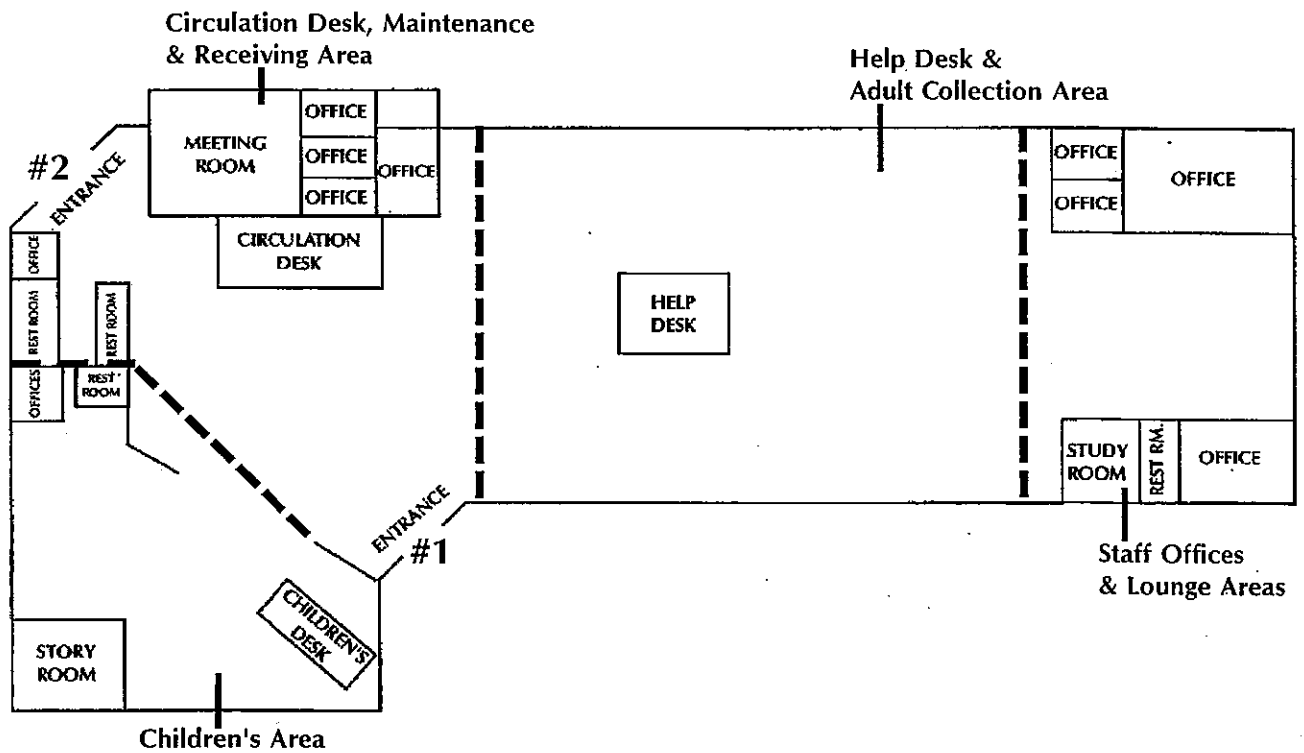 Circulation Desk, Maintenance
& Receiving Area
Help Desk &
Adult Collection Area
#2
ENTRANCE
MEETING
ROOM
OFFICE
OFFICE
OFFICE
OFFICE
CIRCULATION
DESK
OFFICE
REST ROOM
REST ROOM
OFFICES
REST
ROOM
HELP
DESK
OFFICE
OFFICE
OFFICE
STUDY
ROOM
REST RM.
OFFICE
ENTRANCE
#1
Staff Offices
& Lounge Areas
CHILDREN'S
DESK
STORY
ROOM
Children's Area